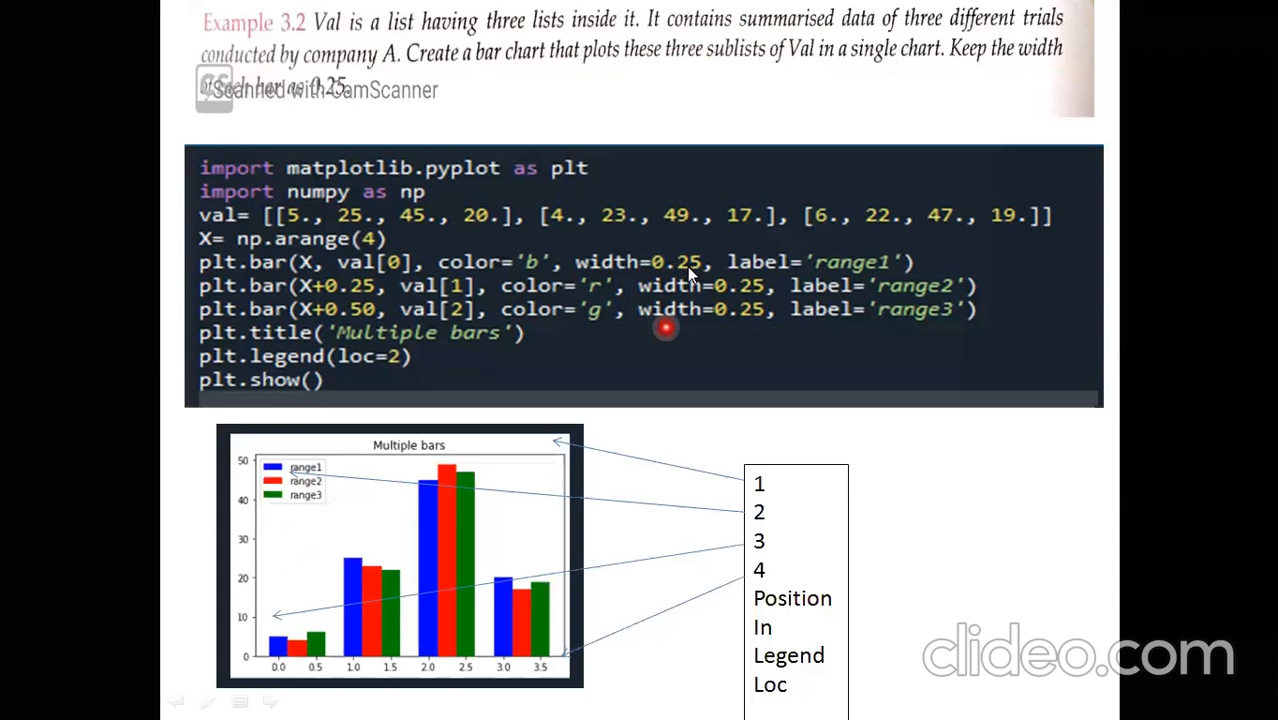 Example 3.2 Val is a list having three lists inside it. It contains summarised data of three different trials
conducted by company A. Create a bar chart that plots these three sublists of Val in a single chart. Keep the width
of each bar as 0.25.
CS
Scanned with CamScanner
import matplotlib.pyplot as plt
import numpy as np
val= [[5., 25., 45., 20.], [4., 23., 49., 17.], [6., 22., 47., 19.]]
X= np.arange(4)
plt.bar(X, val[0], color='b', width=0.25, label='range1')
plt.bar(X+0.25, val[1], color='r', width=0.25, label='range2')
plt.bar(X+0.50, val[2], color='g', width=0.25, label='range3')
plt.title('Multiple bars')
plt.legend(loc=2)
plt.show()
Multiple bars
range1
range2
range3
50
40
30
20
10
0
0.0 0.5 1.0 1.5 2.0 2.5 3.0 3.5
1
2
3
4
Position
In
Legend
Loc
clideo.com